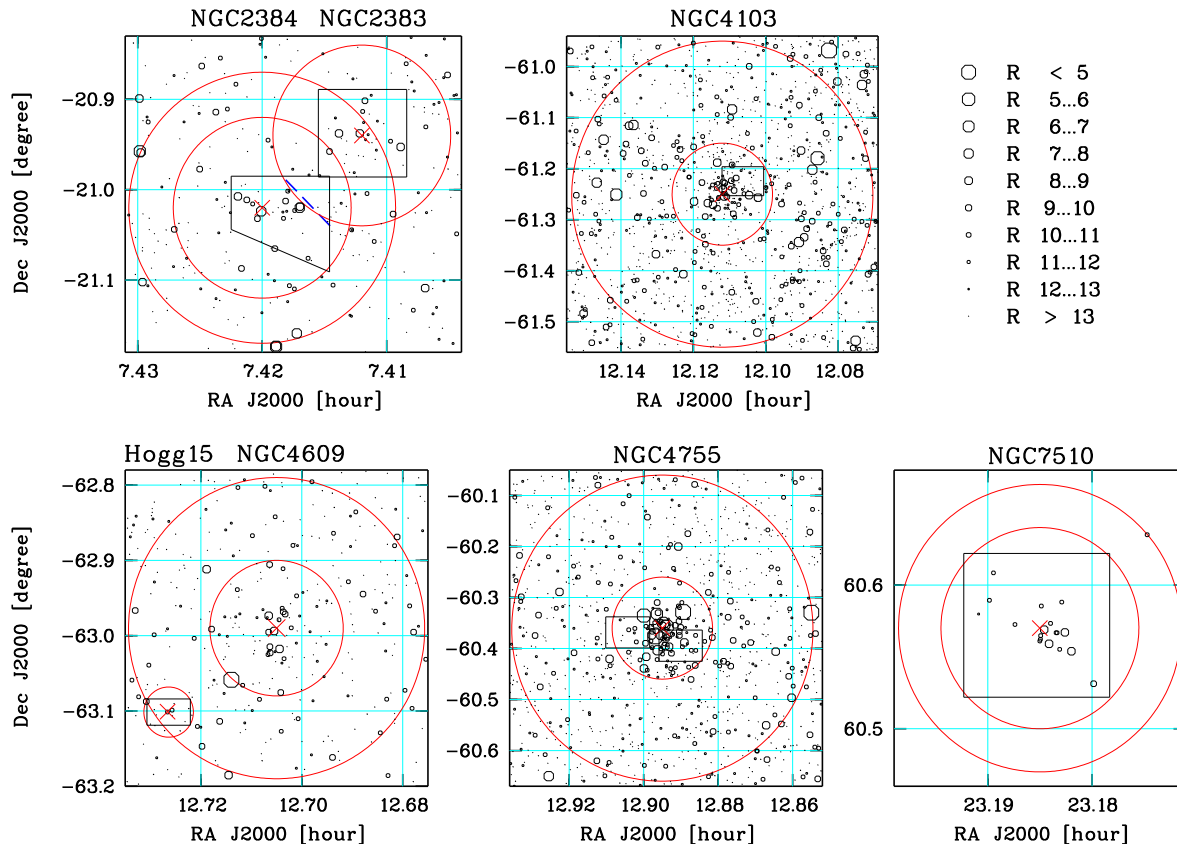 NGC2384 NGC2383
NGC4103
Dec J2000 [degree]
−20.9
−21.0
−21.1
7.43 7.42 7.41
RA J2000 [hour]
−61.0
−61.1
−61.2
−61.3
−61.4
−61.5
12.14 12.12 12.10 12.08
RA J2000 [hour]
R < 5
R 5...6
R 6...7
R 7...8
R 8...9
R 9...10
R 10...11
R 11...12
R 12...13
R > 13
Hogg15 NGC4609
NGC4755
NGC7510
Dec J2000 [degree]
−62.8
−62.9
−63.0
−63.1
−63.2
12.72 12.70 12.68
RA J2000 [hour]
−60.1
−60.2
−60.3
−60.4
−60.5
−60.6
12.92 12.90 12.88 12.86
RA J2000 [hour]
60.6
60.5
23.19 23.18
RA J2000 [hour]